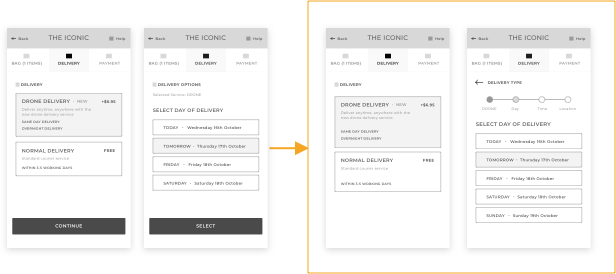 Back THE ICONIC Help
BAG (1 ITEMS) DELIVERY PAYMENT
DELIVERY
DRONE DELIVERY - NEW +$5.95
Deliver anytime, anywhere with the
new drone delivery service
SAME DAY DELIVERY
OVERNIGHT DELIVERY
NORMAL DELIVERY FREE
Standard courier service
WITHIN 3-5 WORKING DAYS
CONTINUE
Back THE ICONIC Help
BAG (1 ITEMS) DELIVERY PAYMENT
DELIVERY OPTIONS
Selected Service: DRONE
SELECT DAY OF DELIVERY
TODAY - Wednesday 16th October
TOMORROW - Thursday 17th October
FRIDAY - Friday 18th October
SATURDAY - Saturday 19th October
SELECT
Back THE ICONIC Help
BAG (1 ITEMS) DELIVERY PAYMENT
DELIVERY
DRONE DELIVERY - NEW +$5.95
Deliver anytime, anywhere with the
new drone delivery service
SAME DAY DELIVERY
OVERNIGHT DELIVERY
NORMAL DELIVERY FREE
Standard courier service
WITHIN 3-5 WORKING DAYS
Back THE ICONIC Help
BAG (1 ITEMS) DELIVERY PAYMENT
DELIVERY TYPE
DRONE Day Time Location
SELECT DAY OF DELIVERY
TODAY - Wednesday 16th October
TOMORROW - Thursday 17th October
FRIDAY - Friday 18th October
SATURDAY - Saturday 19th October
SUNDAY - Sunday 19th October